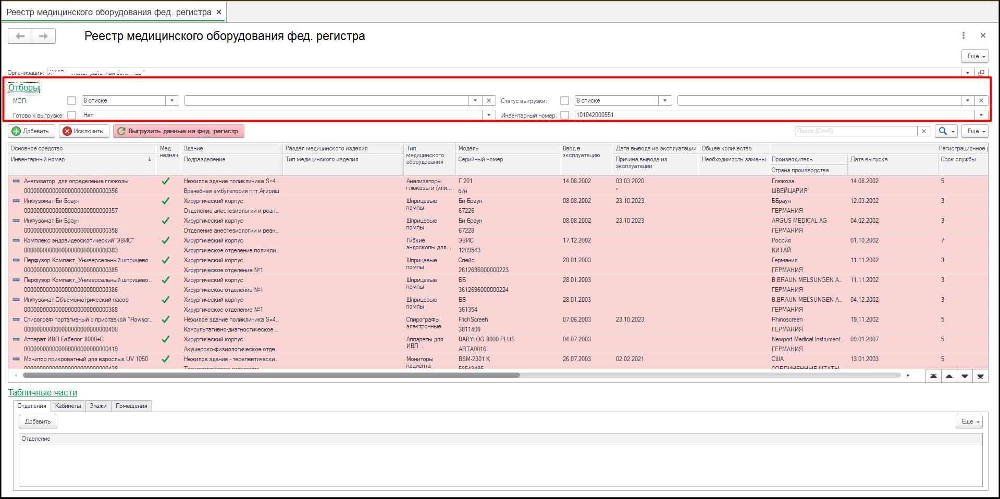 Реестр медицинского оборудования фед. регистра ×
Реестр медицинского оборудования фед. регистра
Еще
Организация:
Отборы
МОЛ: В списке Статус выгрузки: В списке
Готово к выгрузке: Нет Инвентарный номер: 101042000551
Добавить Исключить Выгрузить данные на фед. регистр Поиск (Ctrl+F) Еще
Основное средство Мед. назнач Здание Раздел медицинского изделия Тип медицинского оборудования Модель Ввод в эксплуатацию Дата вывода из эксплуатации Общее количество Регистрационное у
Инвентарный номер Подразделение Тип медицинского изделия Серийный номер Причина вывода из эксплуатации Необходимость замены Производитель Дата выпуска Срок службы
Страна производства
Анализатор для определение глюкозы Нежилое здание поликлиника S=4... Анализаторы глюкозы и (или... Г 201 14.08.2002 03.03.2020 Глюкоза 14.08.2002 5
Врачебная амбулатория пгт.Агириш б/н " ШВЕЙЦАРИЯ
Инфузомат Би-Браун Хирургический корпус Шприцевые помпы Би-Браун 08.08.2002 23.10.2023 ББраун 12.03.2002 3
Отделение анестезиологии и реан... 67226 ГЕРМАНИЯ
Инфузомат Би-Браун Хирургический корпус Шприцевые помпы Би-Браун 08.08.2002 23.10.2023 ARGUS MEDICAL AG 04.02.2002 3
Отделение анестезиологии и реан... 67228 ГЕРМАНИЯ
Комплекс эндовидеоскопический"ЭВИС" Хирургический корпус Гибкие эндоскопы для... ЭВИС 17.12.2002 Россия 01.10.2002 7
Хирургическое отделение поликли... 1209543 КИТАЙ
Перфузор Компакт_Универсальный шприцево... Хирургический корпус Шприцевые помпы Спейс 28.01.2003 Германия 11.11.2002 3
Хирургическое отделение №1 2612696000000223 ГЕРМАНИЯ
Перфузор Компакт_Универсальный шприцево... Хирургический корпус Шприцевые помпы ББ 28.01.2003 B.BRAUN MELSUNGEN A... 11.11.2002 3
Хирургическое отделение №1 3612696000000224 ГЕРМАНИЯ
Инфузомат-Объемометрический насос Хирургический корпус Шприцевые помпы ББ 28.01.2003 B.BRAUN MELSUNGEN A... 04.12.2002 3
Хирургическое отделение №1 361354 ГЕРМАНИЯ
Спирограф портативный с приставкой "Flowscr... Нежилое здание поликлиника S=4... Спирографы электронные FrichScreeh 07.06.2003 23.10.2023 Rhinoscreen 19.11.2002 5
Консультативно-диагностическое ... 3811409 ГЕРМАНИЯ
Аппарат ИВЛ Бэбелог 8000+С Хирургический корпус Аппараты для ИВЛ ... BABYLOG 8000 PLUS 04.07.2003 Newport Medical Instrument... 09.01.2007 5
Акушерско-физиологическое отде... ARTA0016 ГЕРМАНИЯ
Монитор прикроватный для взрослых UV 1050 Нежилое здание - терапевтически... Мониторы пациента BSM-2301 K 26.07.2003 02.02.2021 США 13.01.2003 5
Табличные части
Отделения Кабинеты Этажи Помещения
Добавить Еще
Отделение